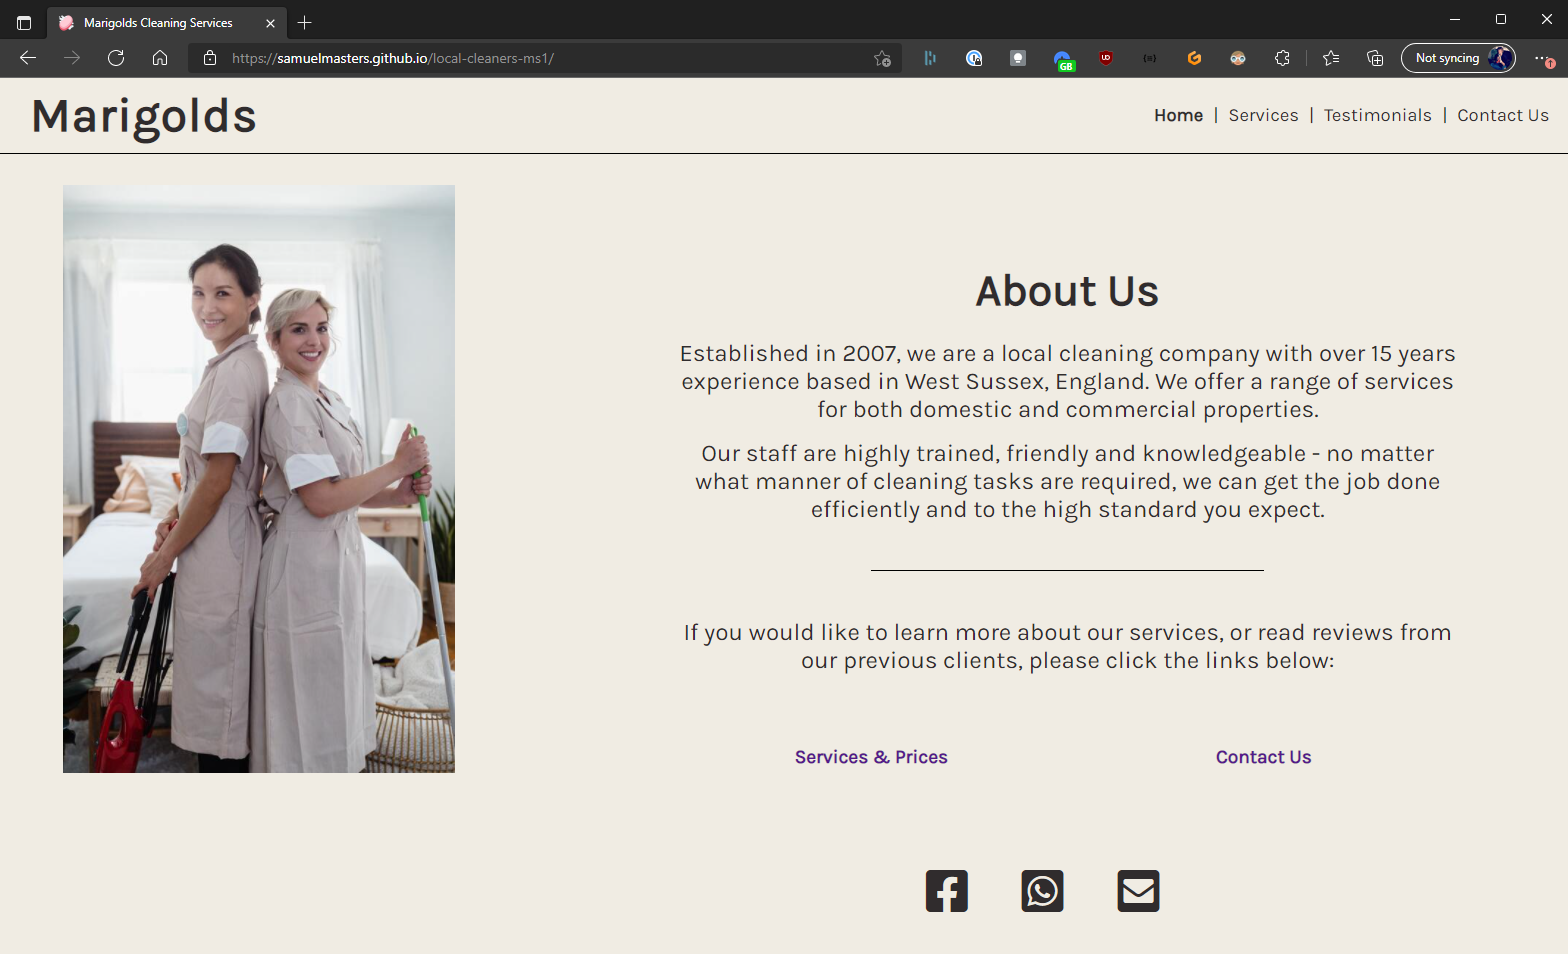 Marigolds Cleaning Services
https://samuelmasters.github.io/local-cleaners-ms1/
GB
UD
Not syncing
Marigolds
Home | Services | Testimonials | Contact Us
About Us
Established in 2007, we are a local cleaning company with over 15 years
experience based in West Sussex, England. We offer a range of services
for both domestic and commercial properties.
Our staff are highly trained, friendly and knowledgeable - no matter
what manner of cleaning tasks are required, we can get the job done
efficiently and to the high standard you expect.
If you would like to learn more about our services, or read reviews from
our previous clients, please click the links below:
Services & Prices
Contact Us